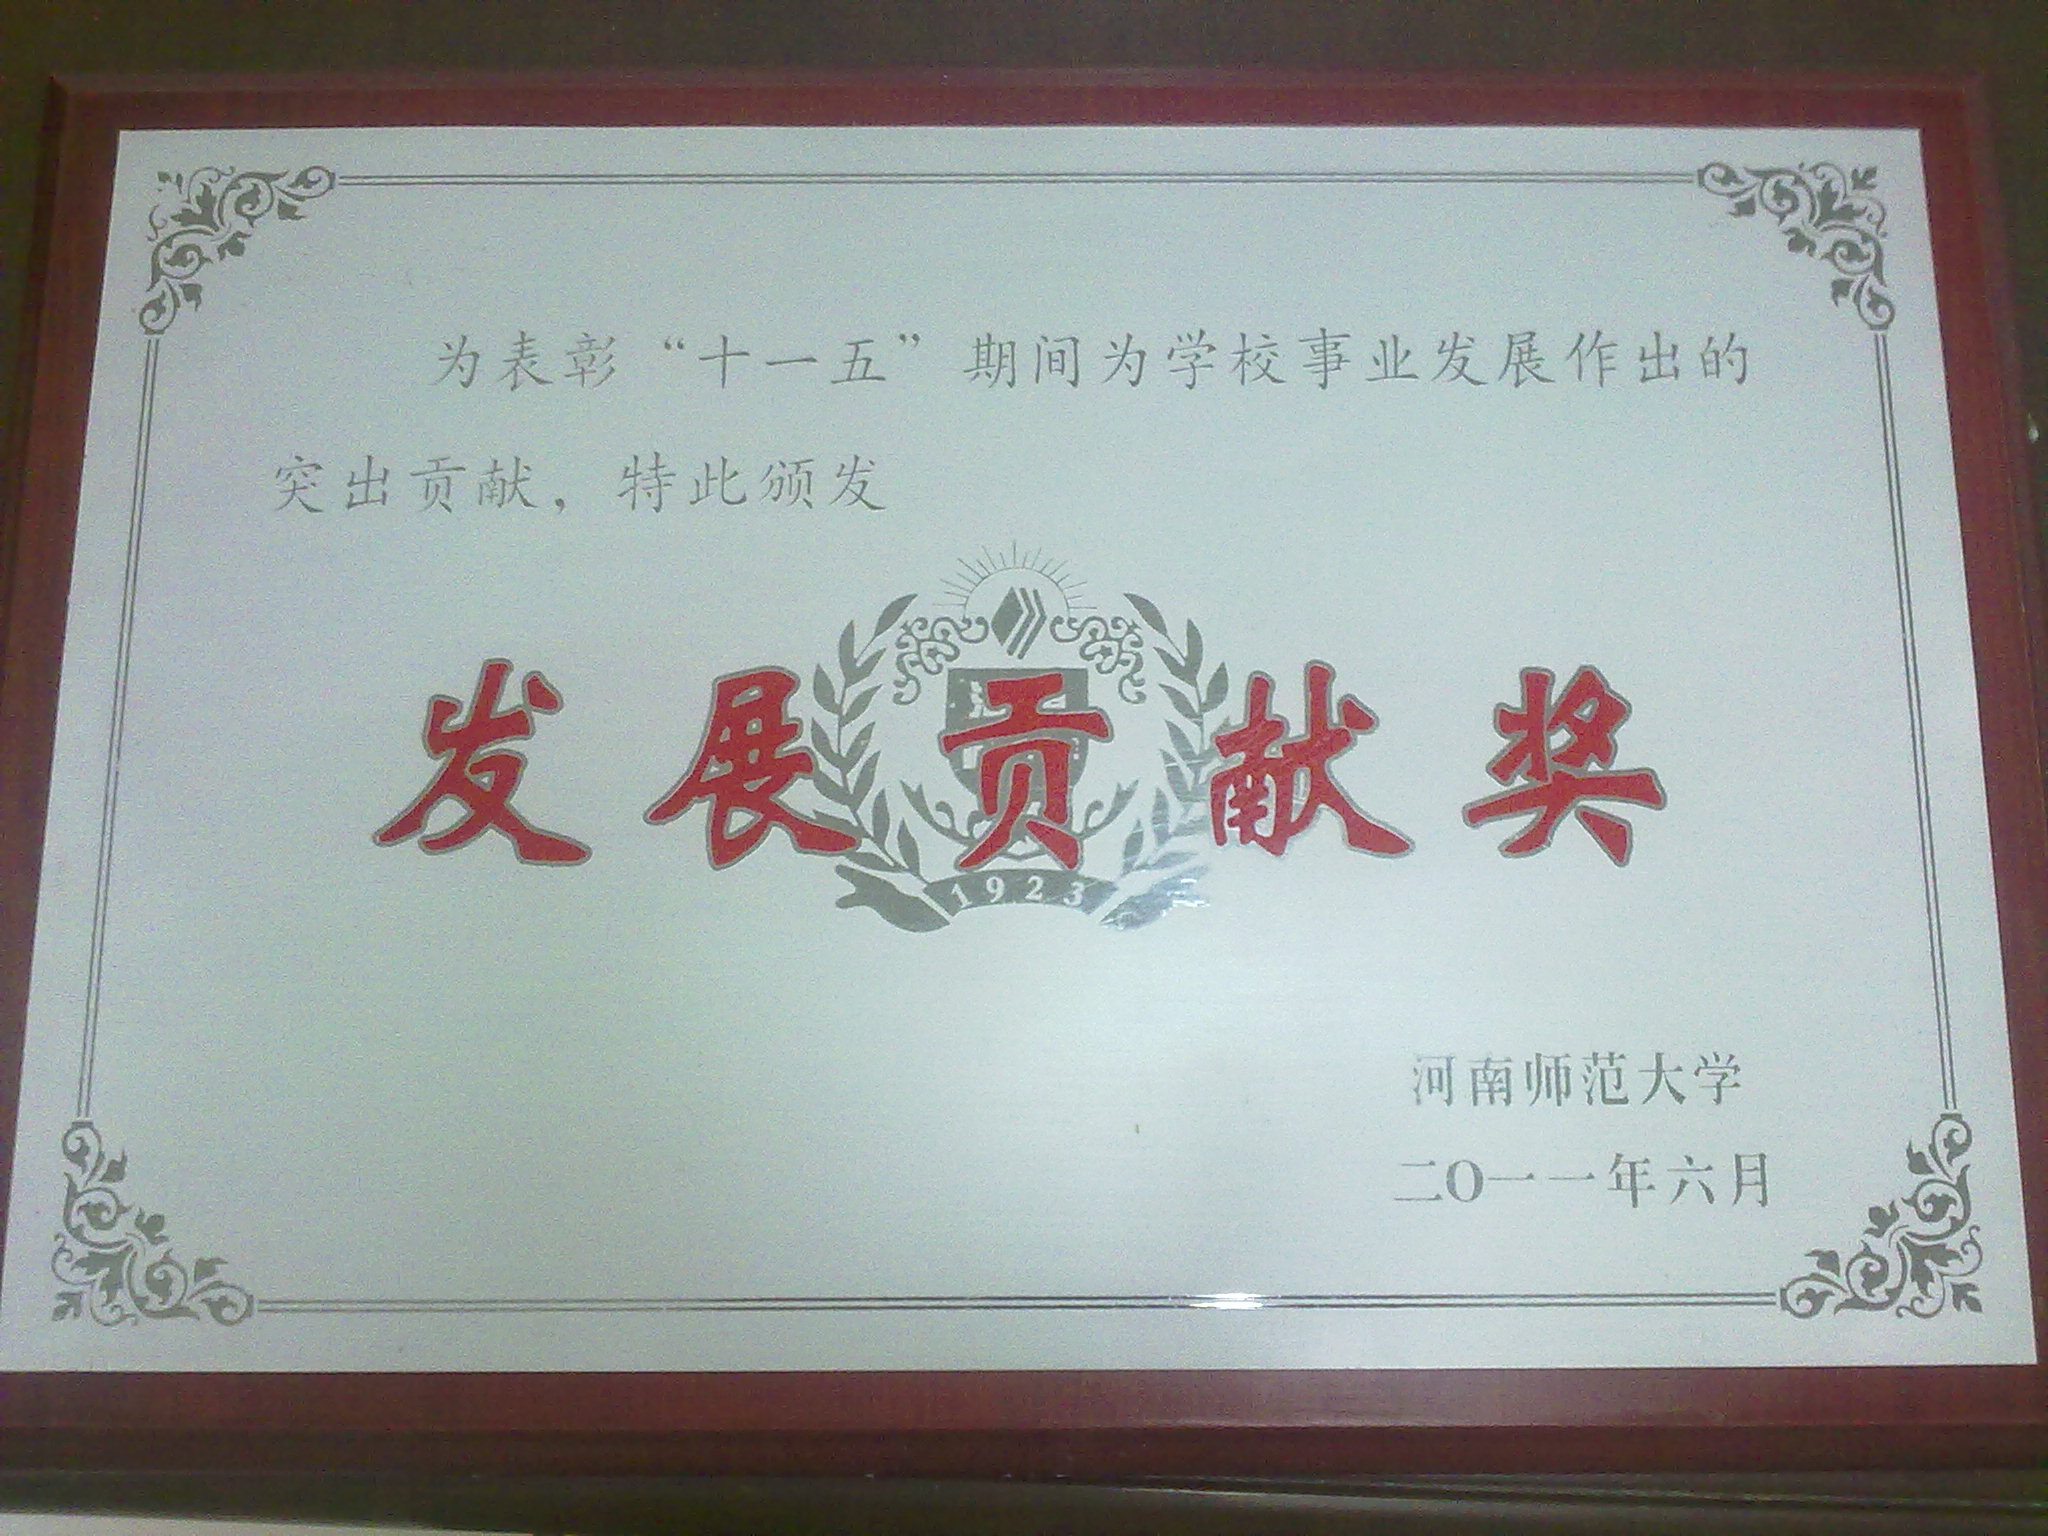 为表彰“十一五”期间为学校事业发展作出的
突出贡献，特此颁发
发展贡献奖
1923
河南师范大学
二〇一一年六月